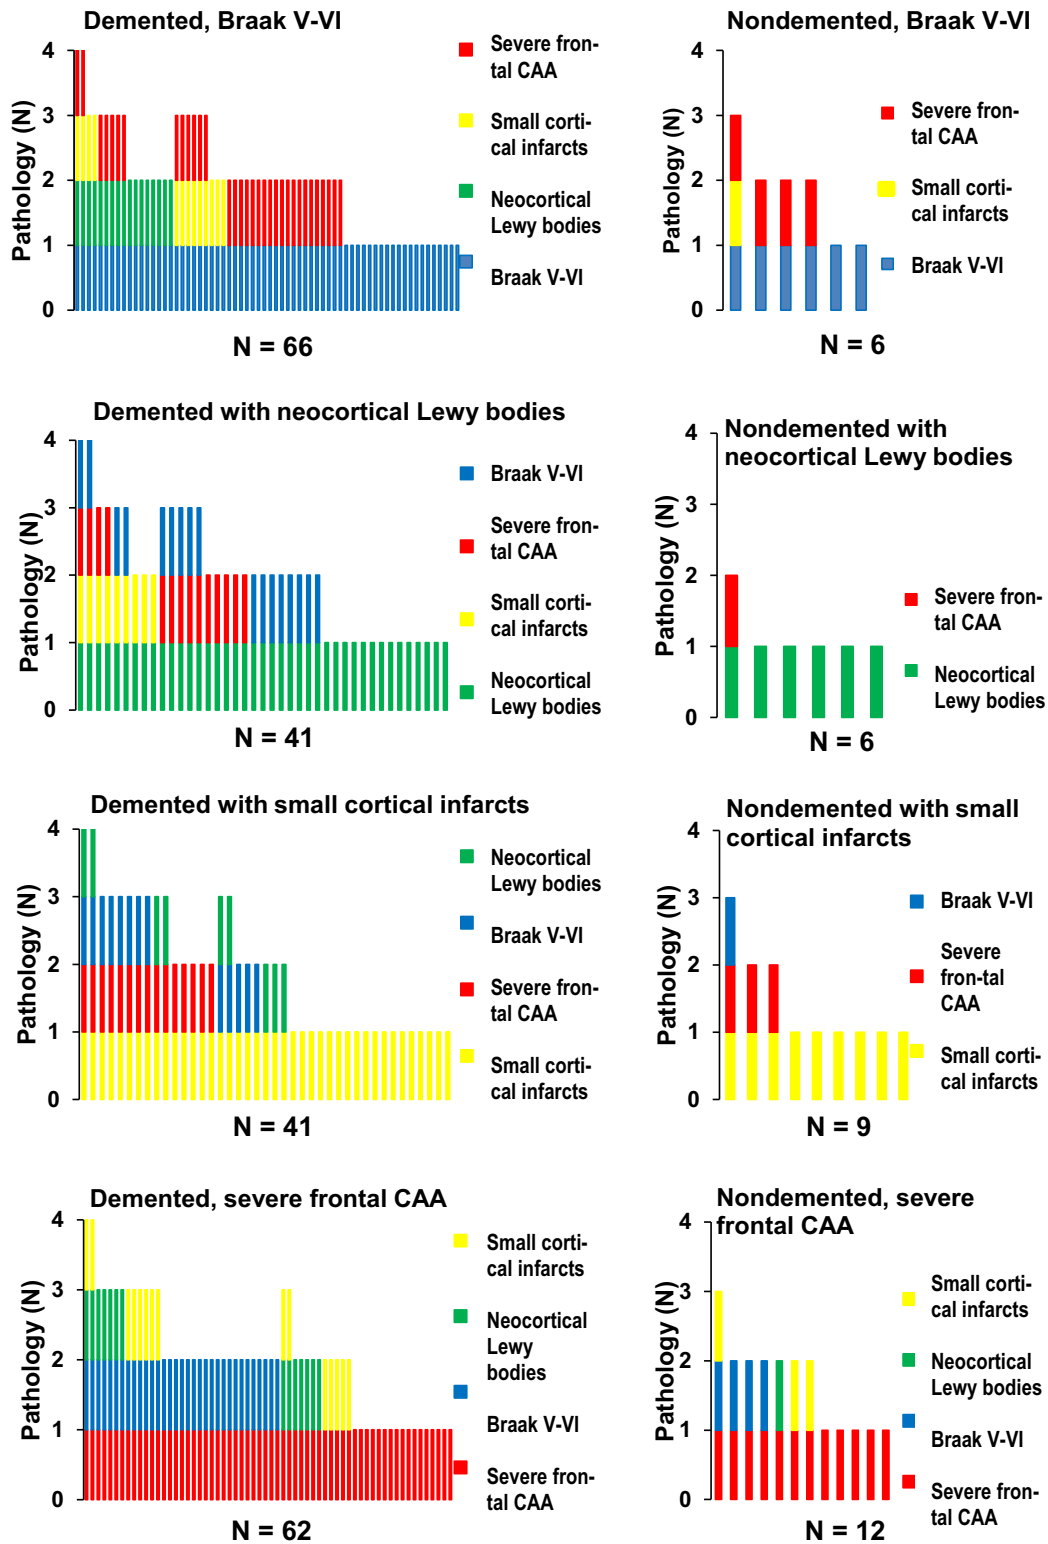 Demented, Braak V-VI
Pathology (N)
4
3
2
1
0
Severe fron-
tal CAA
Small corti-
cal infarcts
Neocortical
Lewy bodies
Braak V-VI
N = 66
Nondemented, Braak V-VI
Pathology (N)
4
3
2
1
0
Severe fron-
tal CAA
Small corti-
cal infarcts
Braak V-VI
N = 6
Demented with neocortical Lewy bodies
Pathology (N)
4
3
2
1
0
Braak V-VI
Severe fron-
tal CAA
Small corti-
cal infarcts
Neocortical
Lewy bodies
N = 41
Nondemented with
neocortical Lewy bodies
Pathology (N)
4
3
2
1
0
Severe fron-
tal CAA
Neocortical
Lewy bodies
N = 6
Demented with small cortical infarcts
Pathology (N)
4
3
2
1
0
Neocortical
Lewy bodies
Braak V-VI
Severe fron-
tal CAA
Small corti-
cal infarcts
N = 41
Nondemented with small
cortical infarcts
Pathology (N)
4
3
2
1
0
Braak V-VI
Severe
fron-tal
CAA
Small corti-
cal infarcts
N = 9
Demented, severe frontal CAA
Pathology (N)
4
3
2
1
0
Small corti-
cal infarcts
Neocortical
Lewy
bodies
Braak V-VI
Severe fron-
tal CAA
N = 62
Nondemented, severe
frontal CAA
Pathology (N)
4
3
2
1
0
Small corti-
cal infarcts
Neocortical
Lewy bodies
Braak V-VI
Severe fron-
tal CAA
N = 12